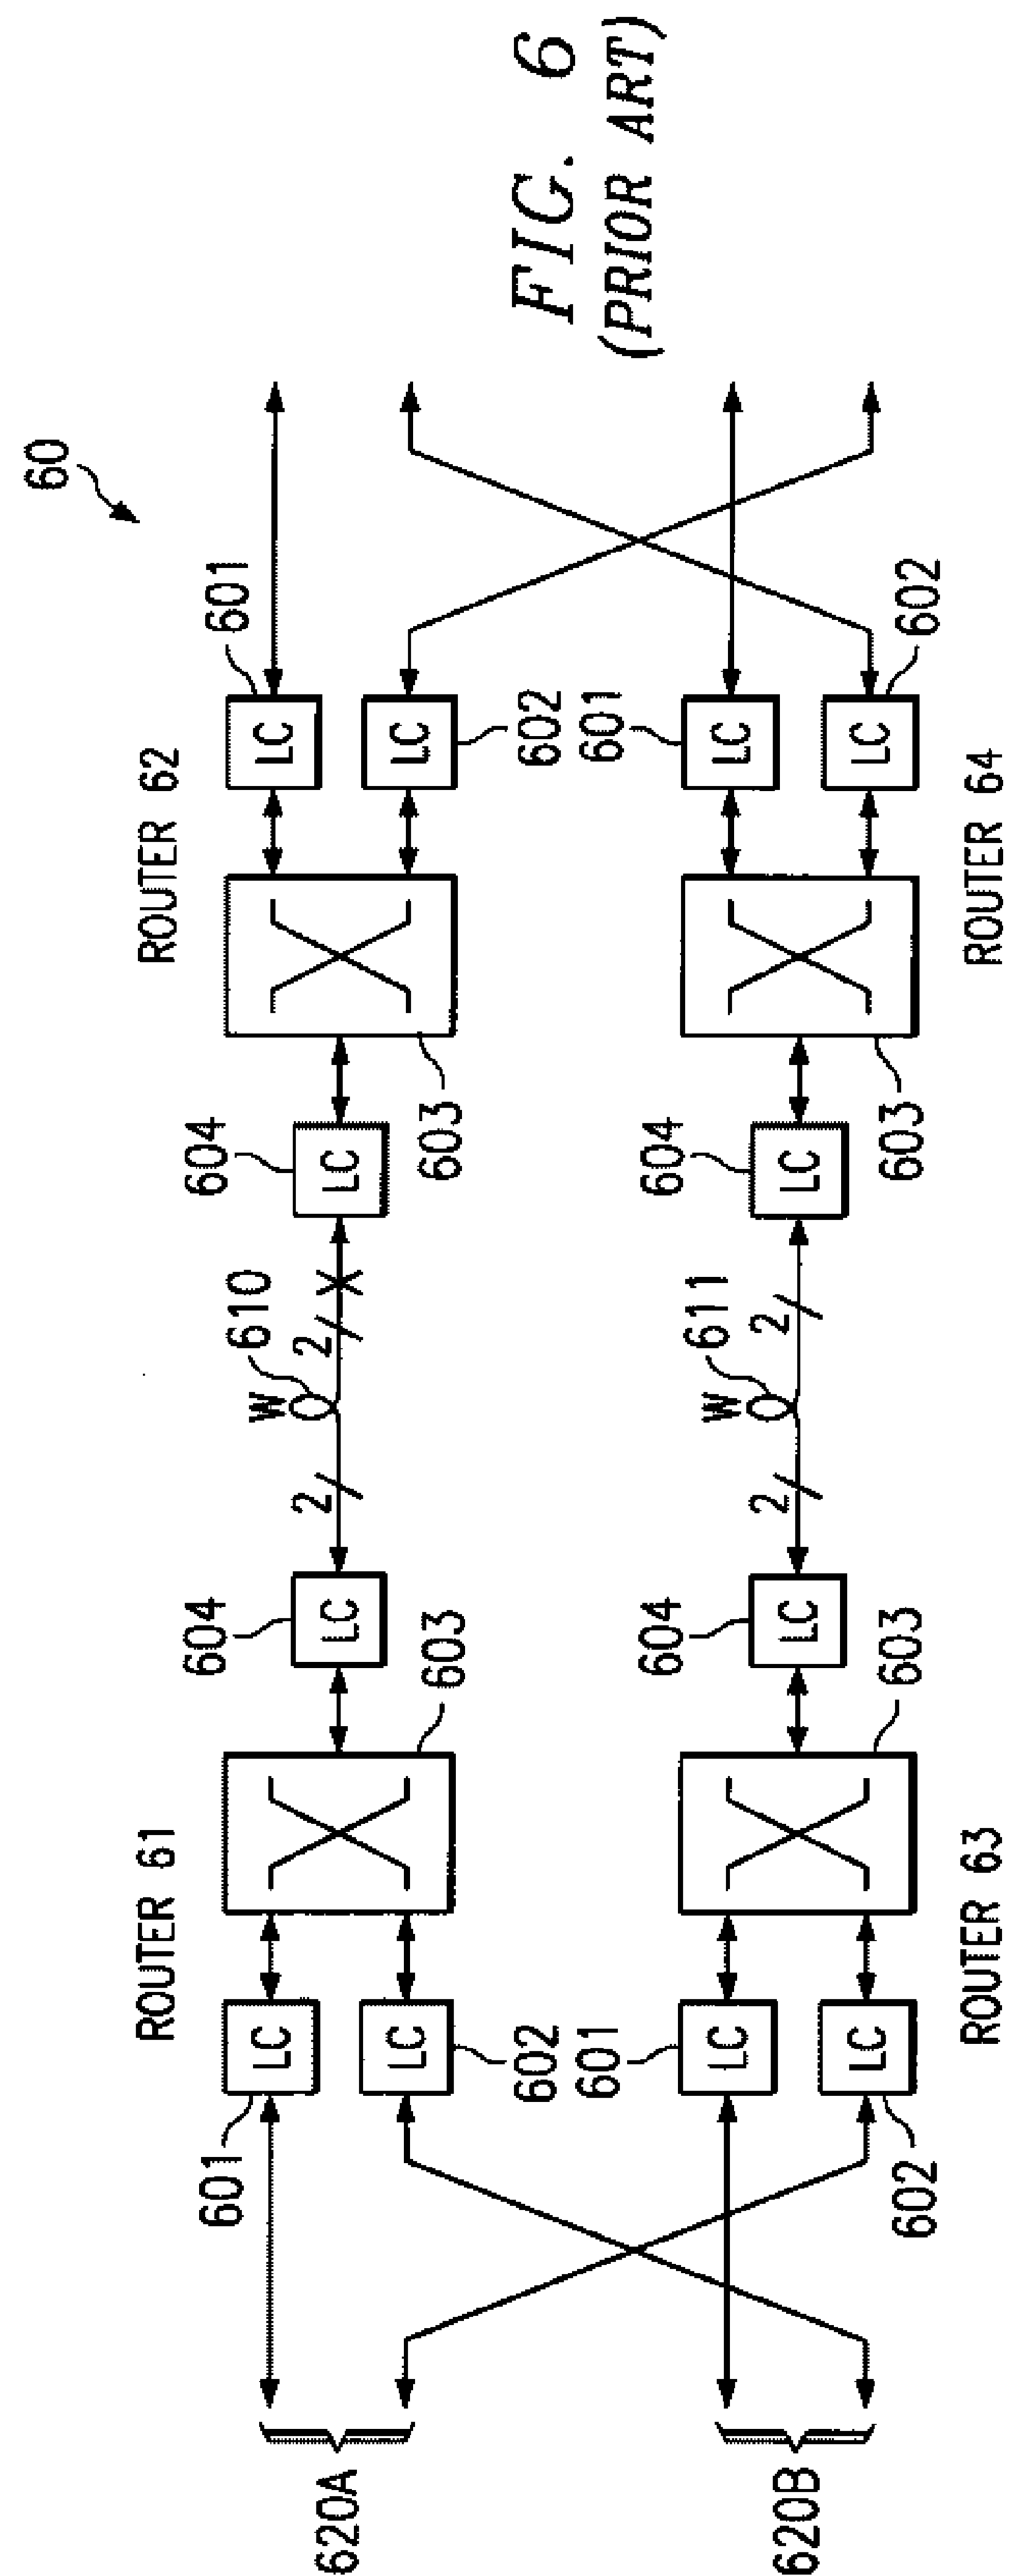 60
ROUTER 61
ROUTER 62
601
LC
603
604
LC
2
W
610
2
X
604
LC
603
LC
601
620A
LC
602
LC
602
601
LC
603
604
LC
2
W
611
2
604
LC
603
601
LC
620B
LC
602
LC
602
ROUTER 63
ROUTER 64
FIG. 6
(PRIOR ART)